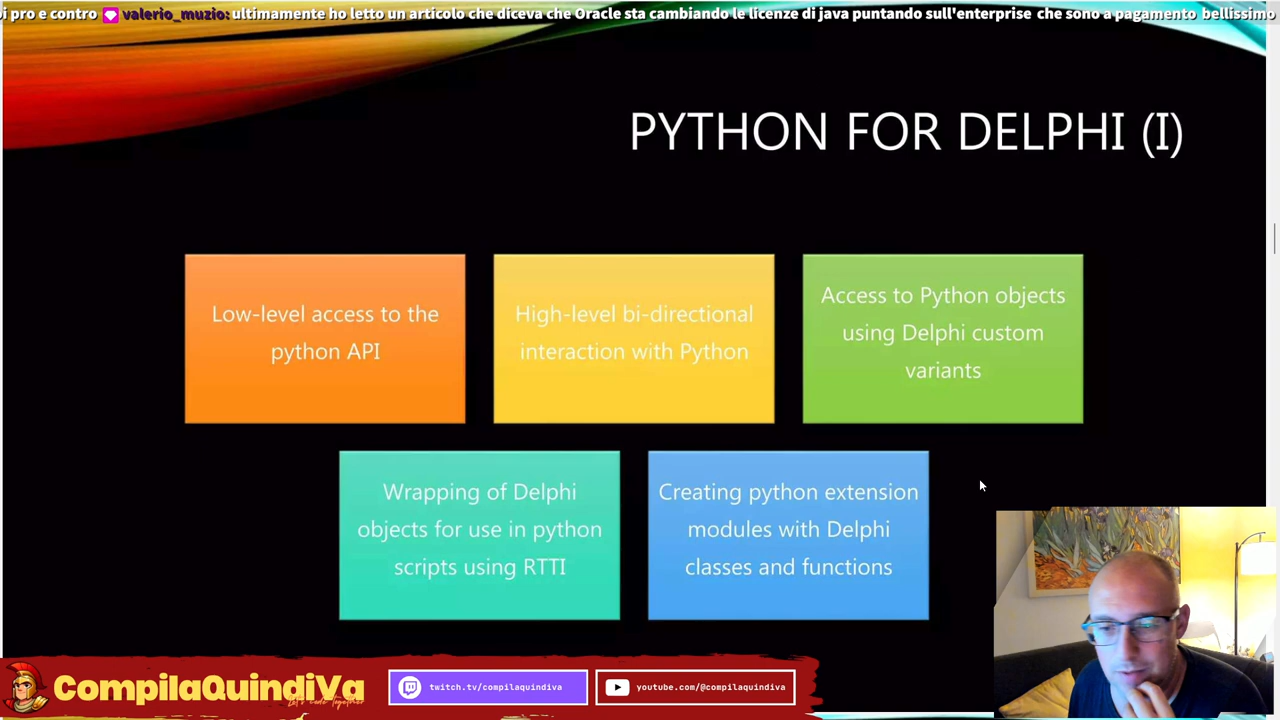 oi pro e contro valerio_muzio: ultimamente ho letto un articolo che diceva che Oracle sta cambiando le licenze di java puntando sull'enterprise che sono a pagamento bellissimo
PYTHON FOR DELPHI (I)
Low-level access to the
python API
High-level bi-directional
interaction with Python
Access to Python objects
using Delphi custom
variants
Wrapping of Delphi
objects for use in python
scripts using RTTI
Creating python extension
modules with Delphi
classes and functions
CompilaQuindiVa
Let's code together
twitch.tv/compilaquindiva
youtube.com/@compilaquindiva